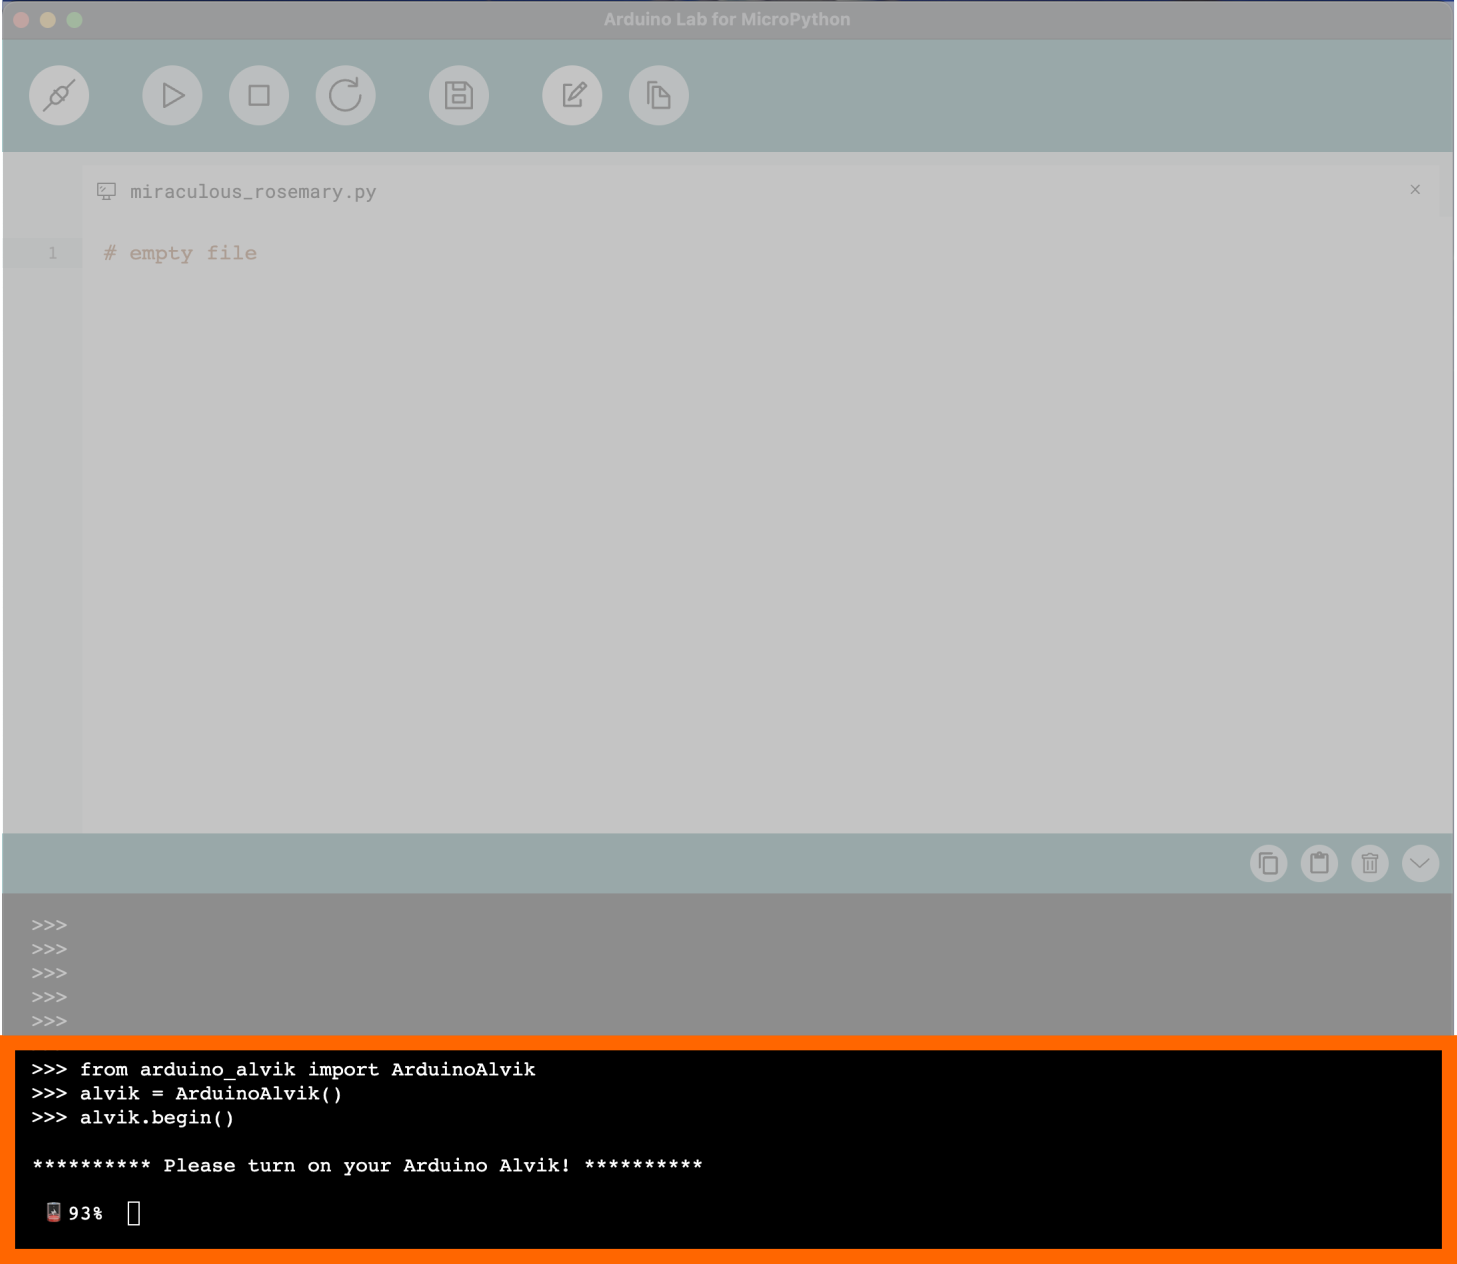 Arduino Lab for MicroPython
miraculous_rosemary.py
1 # empty file
>>>
>>>
>>>
>>>
>>>
>>> from arduino_alvik import ArduinoAlvik
>>> alvik = ArduinoAlvik()
>>> alvik.begin()
********** Please turn on your Arduino Alvik! **********
93%